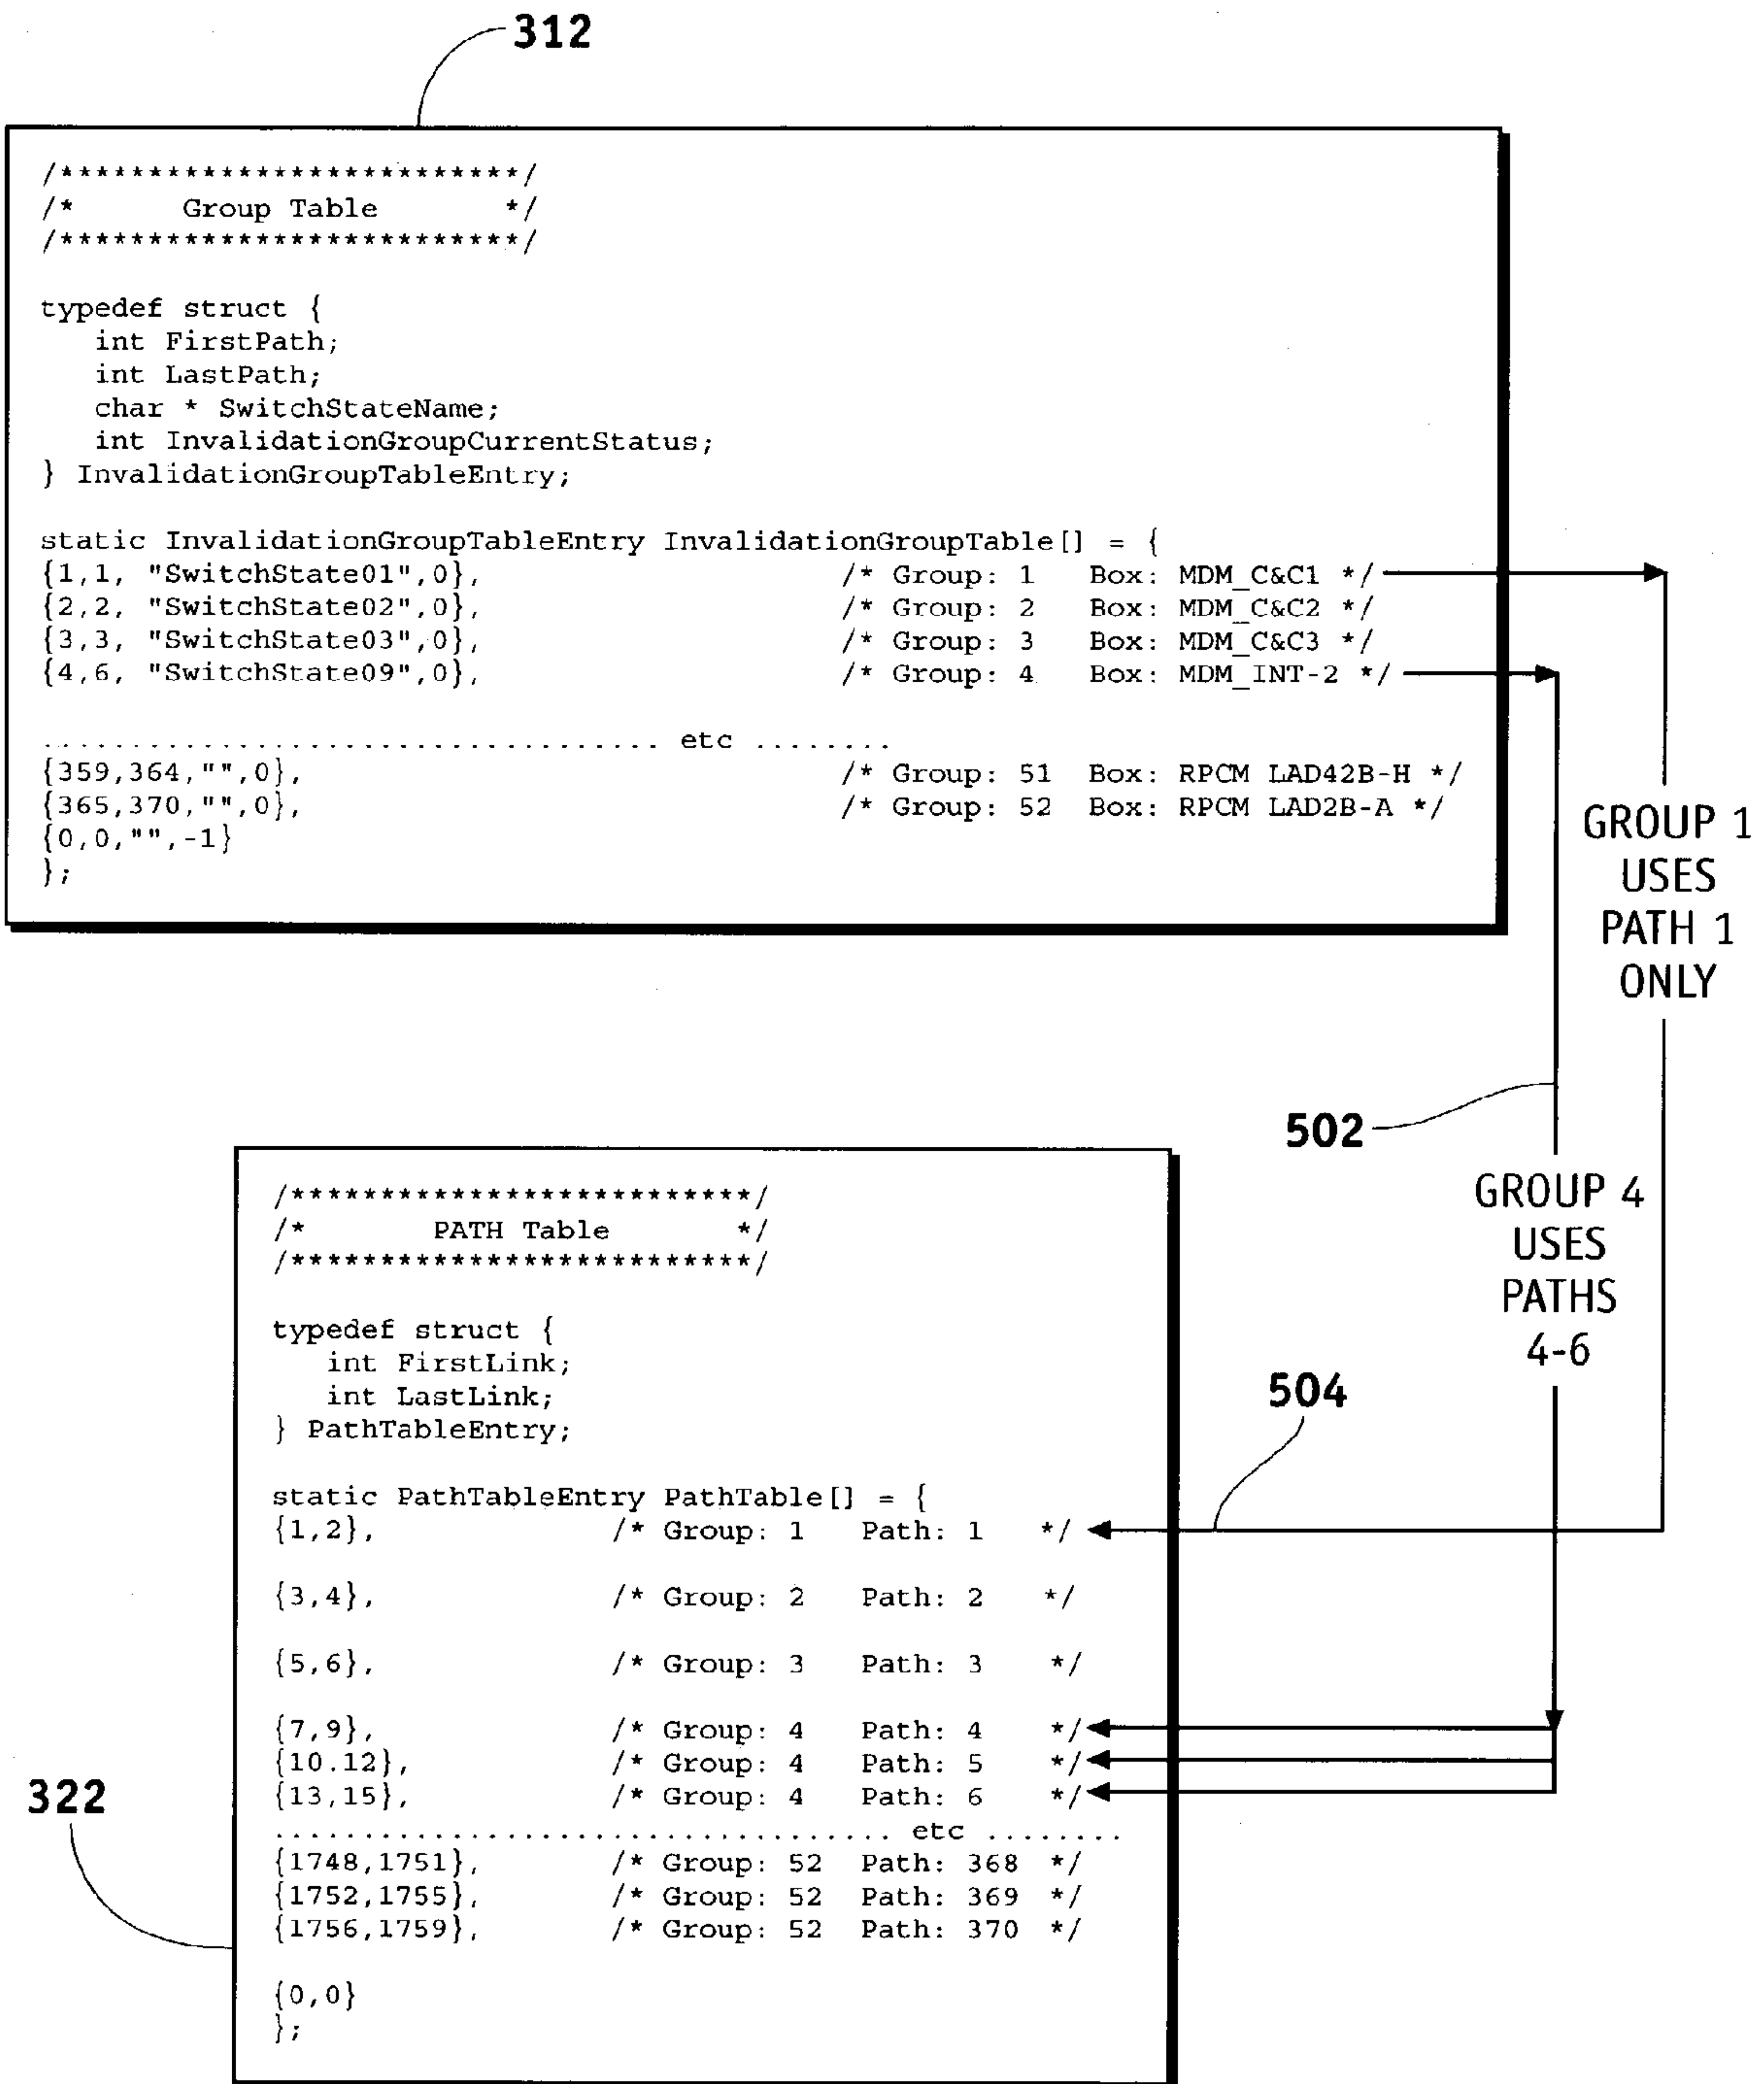 312
/**************************/
/*      Group Table       */
/**************************/
typedef struct {
   int FirstPath;
   int LastPath;
   char * SwitchStateName;
   int InvalidationGroupCurrentStatus;
} InvalidationGroupTableEntry;
static InvalidationGroupTableEntry InvalidationGroupTable[] = {
{1,1, "SwitchState01",0},    /* Group: 1   Box: MDM_C&C1 */
{2,2, "SwitchState02",0},    /* Group: 2   Box: MDM_C&C2 */
{3,3, "SwitchState03",0},    /* Group: 3   Box: MDM_C&C3 */
{4,6, "SwitchState09",0},    /* Group: 4   Box: MDM_INT-2 */
................................... etc ........
{359,364,"",0},    /* Group: 51  Box: RPCM LAD42B-H */
{365,370,"",0},    /* Group: 52  Box: RPCM LAD2B-A */
{0,0,"",-1}
};
GROUP 1
USES
PATH 1
ONLY
502
GROUP 4
USES
PATHS
4-6
504
322
/**************************/
/*       PATH Table       */
/**************************/
typedef struct {
   int FirstLink;
   int LastLink;
} PathTableEntry;
static PathTableEntry PathTable[] = {
{1,2},    /* Group: 1   Path: 1   */
{3,4},    /* Group: 2   Path: 2   */
{5,6},    /* Group: 3   Path: 3   */
{7,9},    /* Group: 4   Path: 4   */
{10.12},    /* Group: 4   Path: 5   */
{13,15},    /* Group: 4   Path: 6   */
................................... etc ........
{1748,1751},    /* Group: 52  Path: 368  */
{1752,1755},    /* Group: 52  Path: 369  */
{1756,1759},    /* Group: 52  Path: 370  */
{0,0}
};